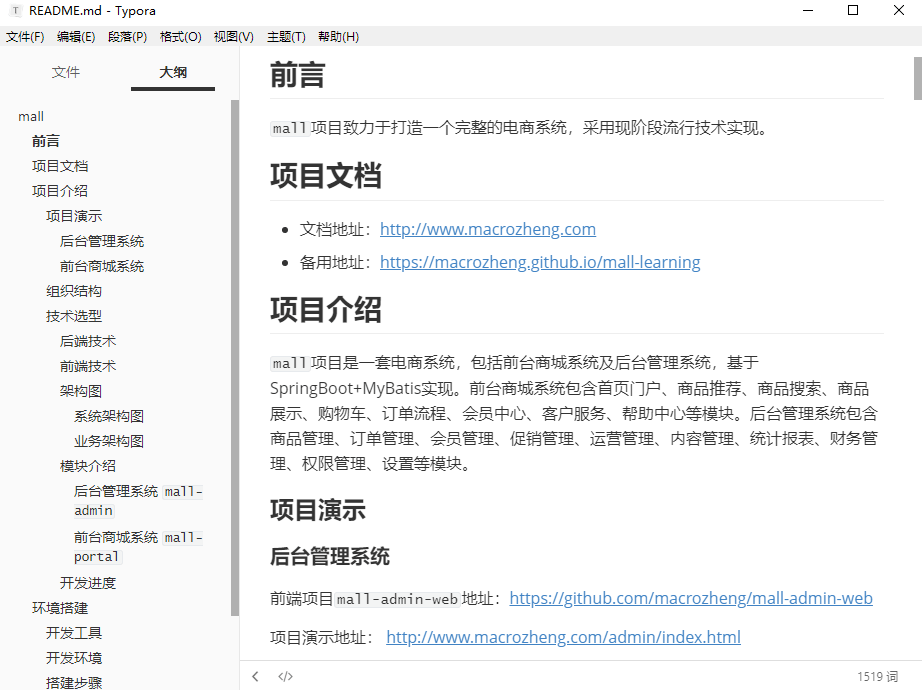 README.md - Typora
文件(F) 编辑(E) 段落(P) 格式(O) 视图(V) 主题(T) 帮助(H)
文件 大纲
mall
前言
项目文档
项目介绍
项目演示
后台管理系统
前台商城系统
组织结构
技术选型
后端技术
前端技术
架构图
系统架构图
业务架构图
模块介绍
后台管理系统 mall-
admin
前台商城系统 mall-
portal
开发进度
环境搭建
开发工具
开发环境
搭建步骤
前言
mall项目致力于打造一个完整的电商系统，采用现阶段流行技术实现。
项目文档
• 文档地址：http://www.macrozheng.com
• 备用地址：https://macrozheng.github.io/mall-learning
项目介绍
mall项目是一套电商系统，包括前台商城系统及后台管理系统，基于
SpringBoot+MyBatis实现。前台商城系统包含首页门户、商品推荐、商品搜索、商品
展示、购物车、订单流程、会员中心、客户服务、帮助中心等模块。后台管理系统包含
商品管理、订单管理、会员管理、促销管理、运营管理、内容管理、统计报表、财务管
理、权限管理、设置等模块。
项目演示
后台管理系统
前端项目mall-admin-web地址：https://github.com/macrozheng/mall-admin-web
项目演示地址： http://www.macrozheng.com/admin/index.html
< </> 1519 词